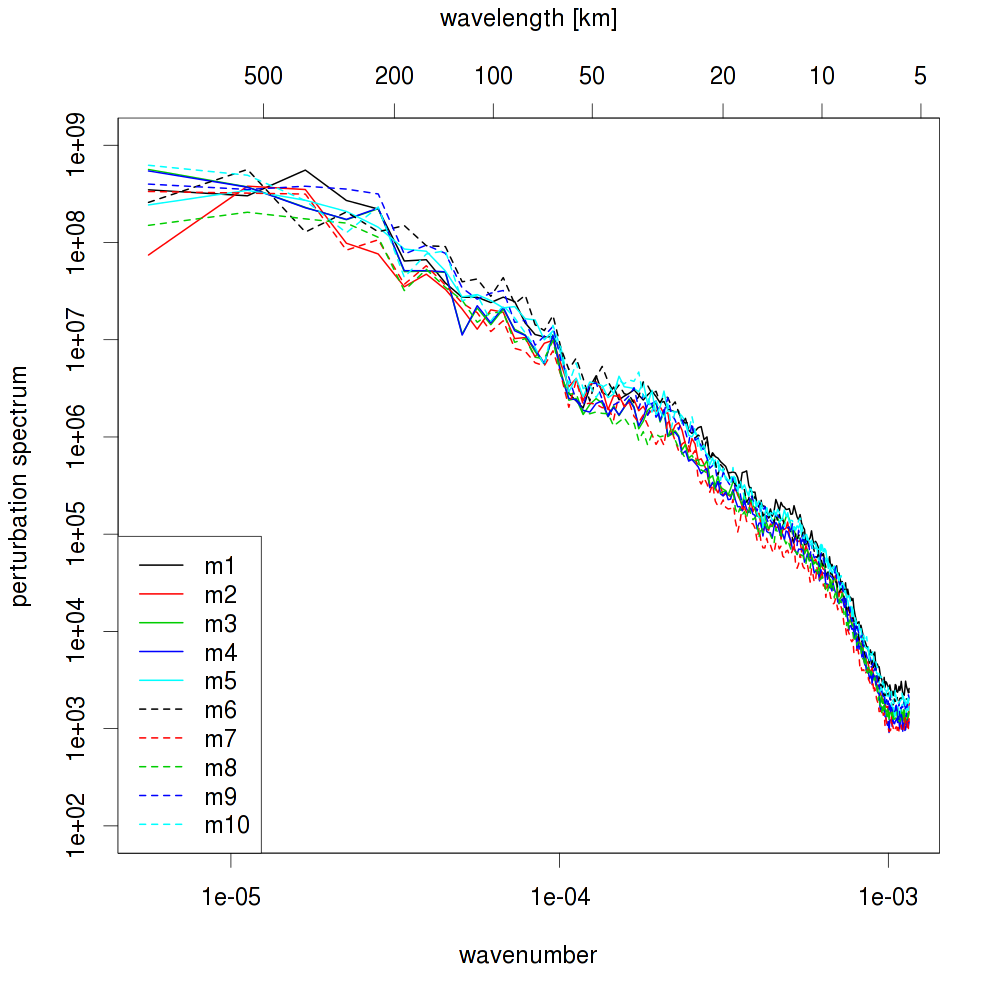 wavelength [km]
500 200 100 50 20 10 5
perturbation spectrum
1e+09
1e+08
1e+07
1e+06
1e+05
1e+04
1e+03
1e+02
m1
m2
m3
m4
m5
m6
m7
m8
m9
m10
1e-05 1e-04 1e-03
wavenumber